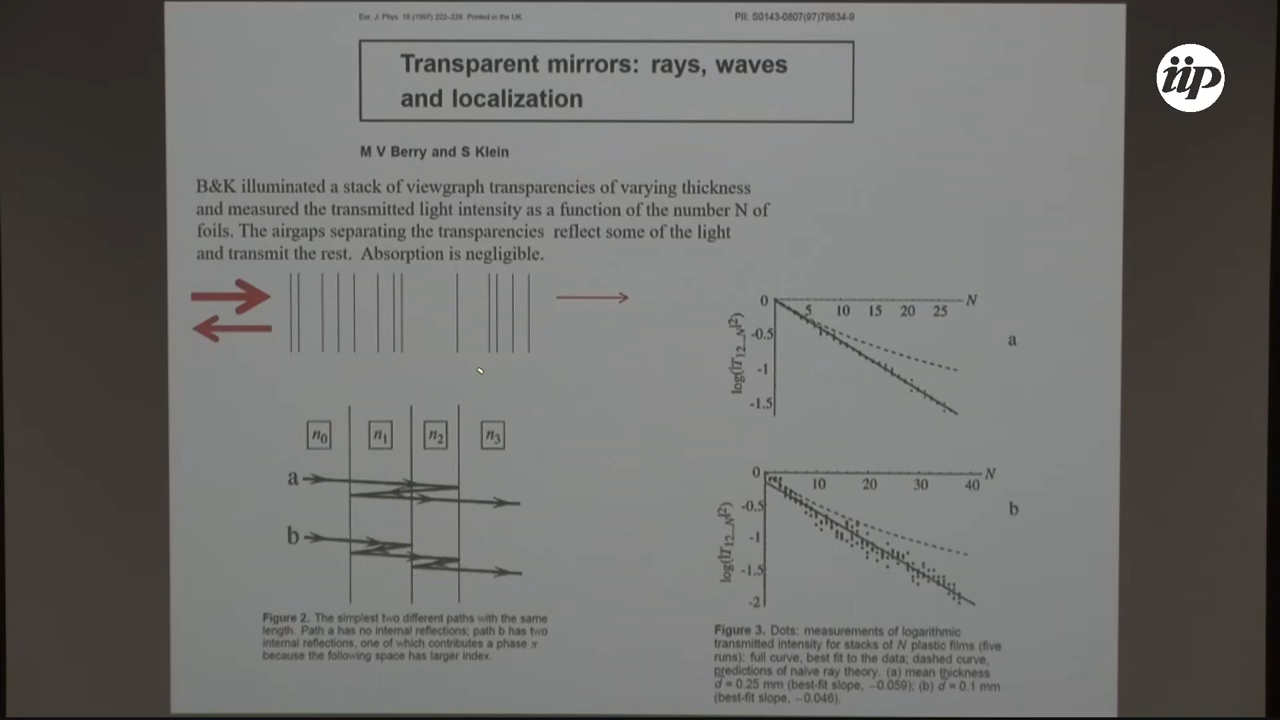 Eur. J. Phys. 18 (1997) 222–228. Printed in the UK
PII: S0143-0807(97)79834-9
iip
Transparent mirrors: rays, waves
and localization
M V Berry and S Klein
B&K illuminated a stack of viewgraph transparencies of varying thickness
and measured the transmitted light intensity as a function of the number N of
foils. The airgaps separating the transparencies reflect some of the light
and transmit the rest. Absorption is negligible.
0
N
5 10 15 20 25
-0.5
-1
-1.5
log(|T12...N|²)
a
n0 n1 n2 n3
a
b
0
N
10 20 30 40
-0.5
-1
-1.5
-2
log(|T12...N|²)
b
Figure 2. The simplest two different paths with the same
length. Path a has no internal reflections; path b has two
internal reflections, one of which contributes a phase π
because the following space has larger index.
Figure 3. Dots: measurements of logarithmic
transmitted intensity for stacks of N plastic films (five
runs); full curve, best fit to the data; dashed curve,
predictions of naive ray theory. (a) mean thickness
d = 0.25 mm (best-fit slope, −0.059); (b) d = 0.1 mm
(best-fit slope, −0.046).